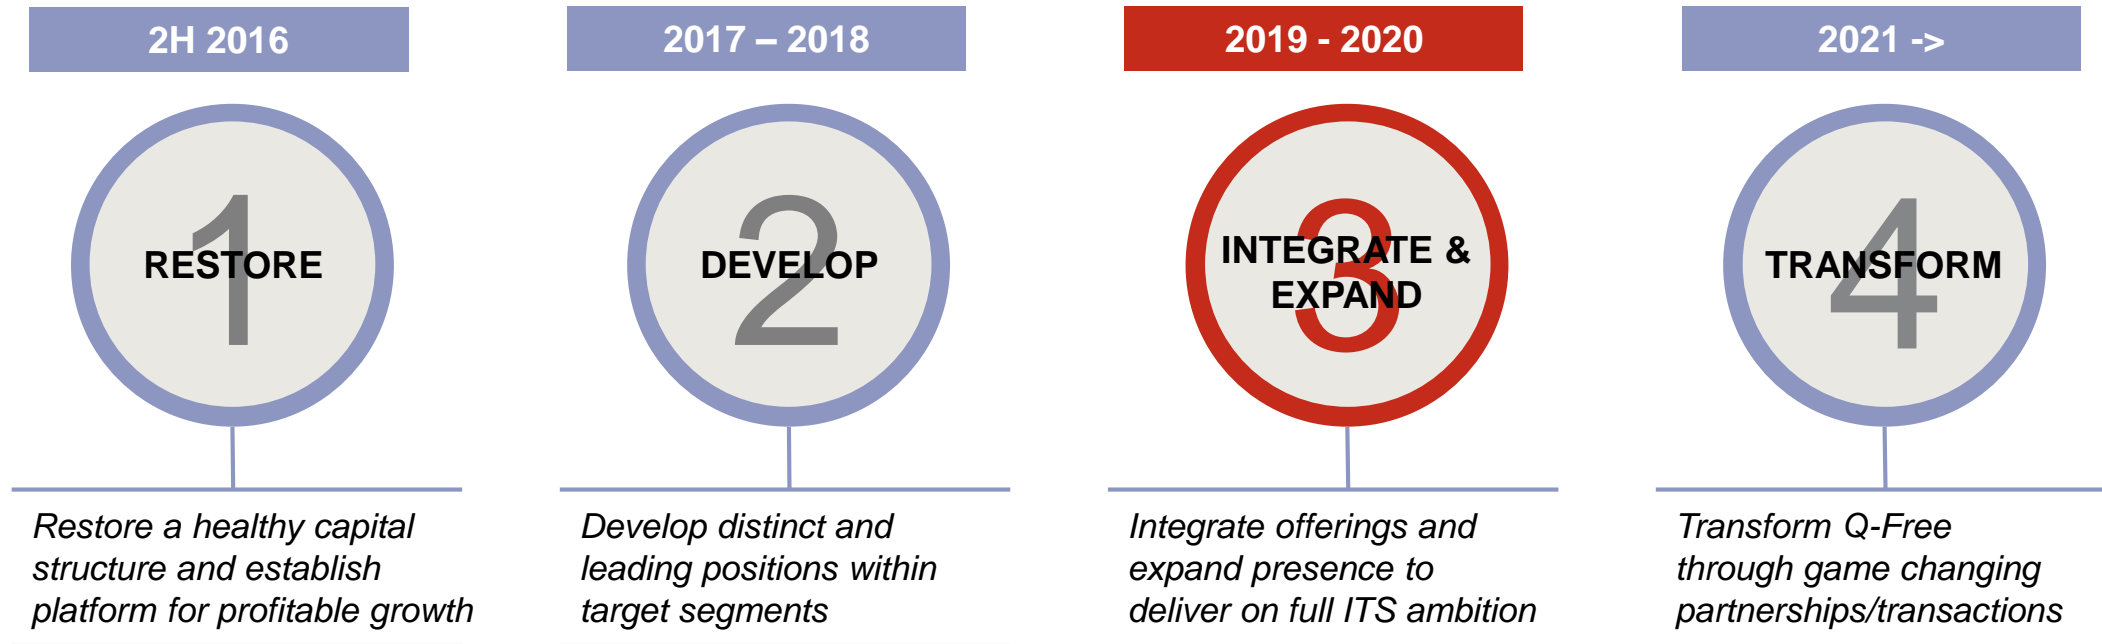 2H 2016
1
RESTORE
Restore a healthy capital
structure and establish
platform for profitable growth
2017 – 2018
2
DEVELOP
Develop distinct and
leading positions within
target segments
2019 - 2020
3
INTEGRATE &
EXPAND
Integrate offerings and
expand presence to
deliver on full ITS ambition
2021 ->
4
TRANSFORM
Transform Q-Free
through game changing
partnerships/transactions